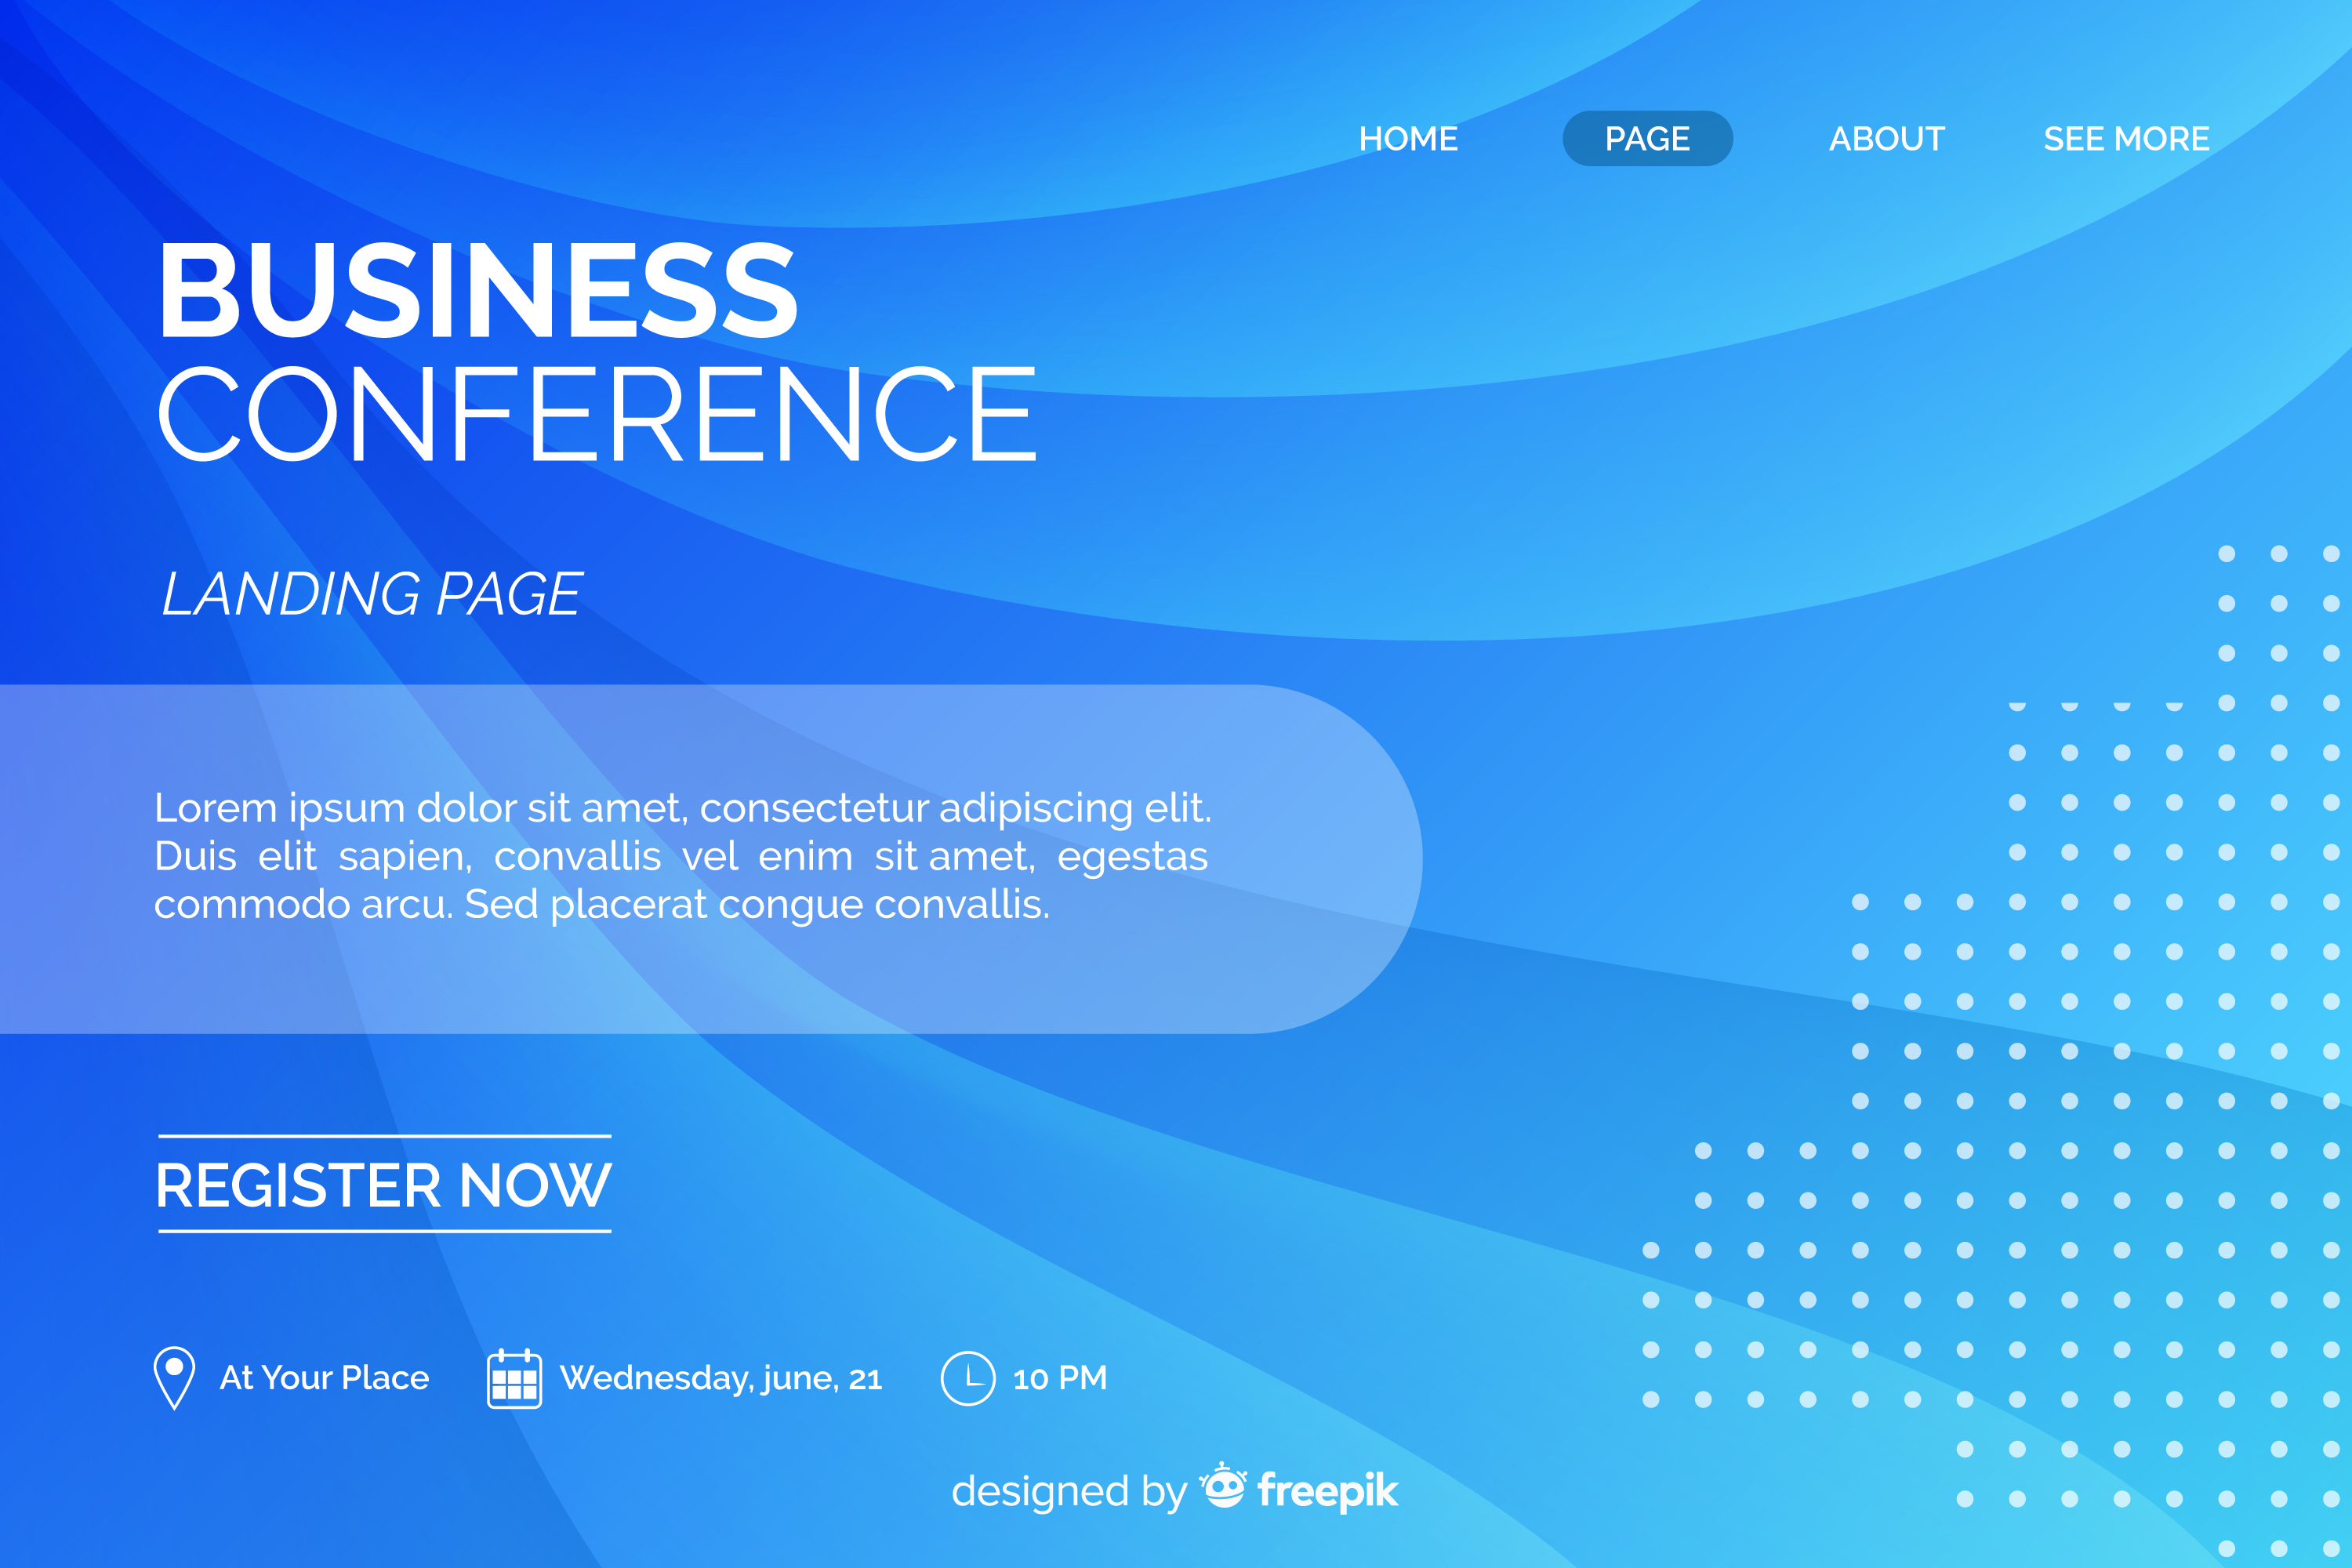 HOME PAGE ABOUT SEE MORE
BUSINESS
CONFERENCE
LANDING PAGE
Lorem ipsum dolor sit amet, consectetur adipiscing elit.
Duis elit sapien, convallis vel enim sit amet, egestas
commodo arcu. Sed placerat congue convallis.
REGISTER NOW
At Your Place Wednesday, june, 21 10 PM
designed by freepik